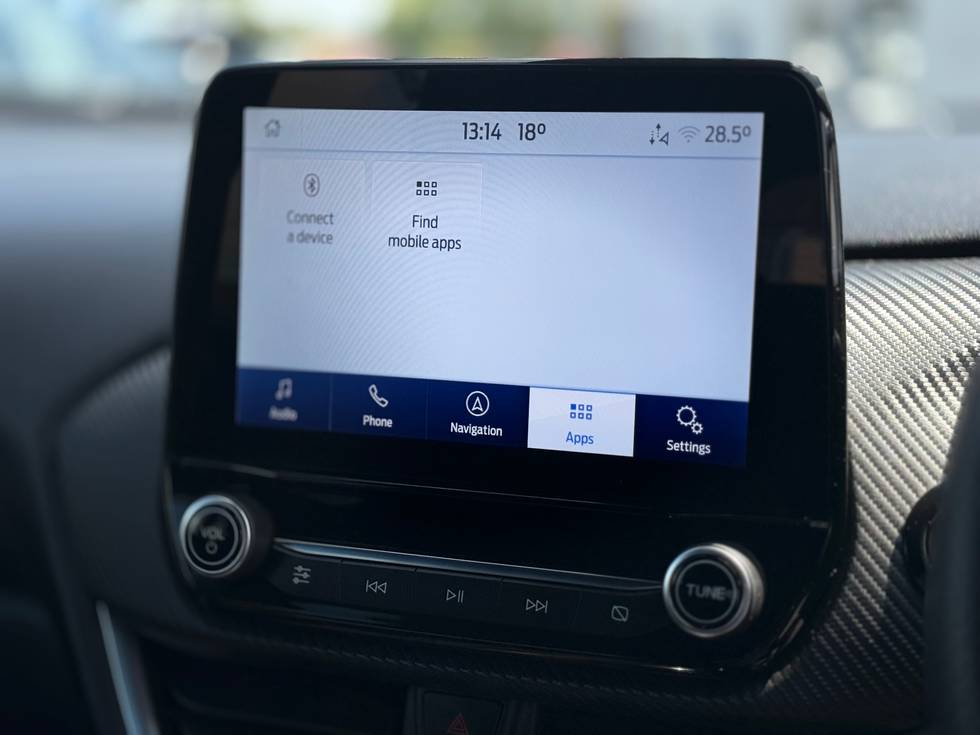 13:14 18° 28.5°
Connect
a device
Find
mobile apps
Audio
Phone
Navigation
Apps
Settings
VOL
TUNE